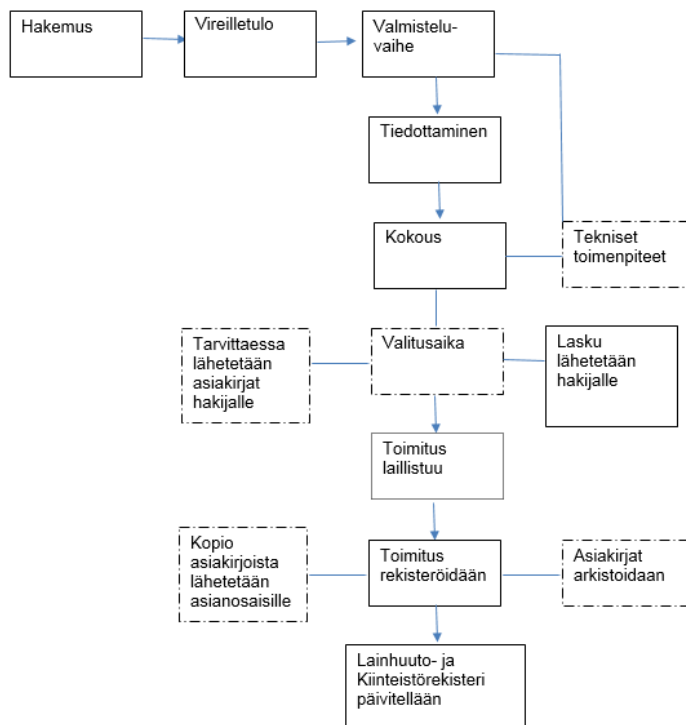 Hakemus
Vireilletulo
Valmistelu-
vaihe
Tiedottaminen
Kokous
Tekniset
toimenpiteet
Tarvittaessa
lähetetään
asiakirjat
hakijalle
Valitusaika
Lasku
lähetetään
hakijalle
Toimitus
laillistuu
Kopio
asiakirjoista
lähetetään
asianosaisille
Toimitus
rekisteröidään
Asiakirjat
arkistoidaan
Lainhuuto- ja
Kiinteistörekisteri
päivitellään